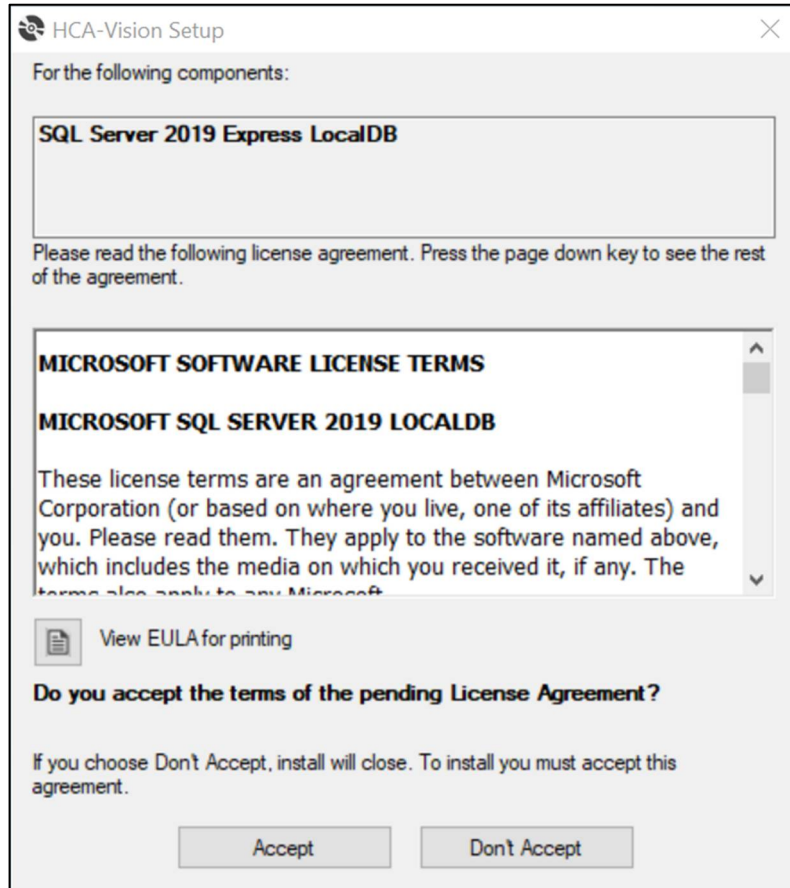 HCA-Vision Setup
For the following components:
SQL Server 2019 Express LocalDB
Please read the following license agreement. Press the page down key to see the rest
of the agreement.
MICROSOFT SOFTWARE LICENSE TERMS
MICROSOFT SQL SERVER 2019 LOCALDB
These license terms are an agreement between Microsoft
Corporation (or based on where you live, one of its affiliates) and
you. Please read them. They apply to the software named above,
which includes the media on which you received it, if any. The
terms also apply to any Microsoft
View EULA for printing
Do you accept the terms of the pending License Agreement?
If you choose Don't Accept, install will close. To install you must accept this
agreement.
Accept
Don't Accept